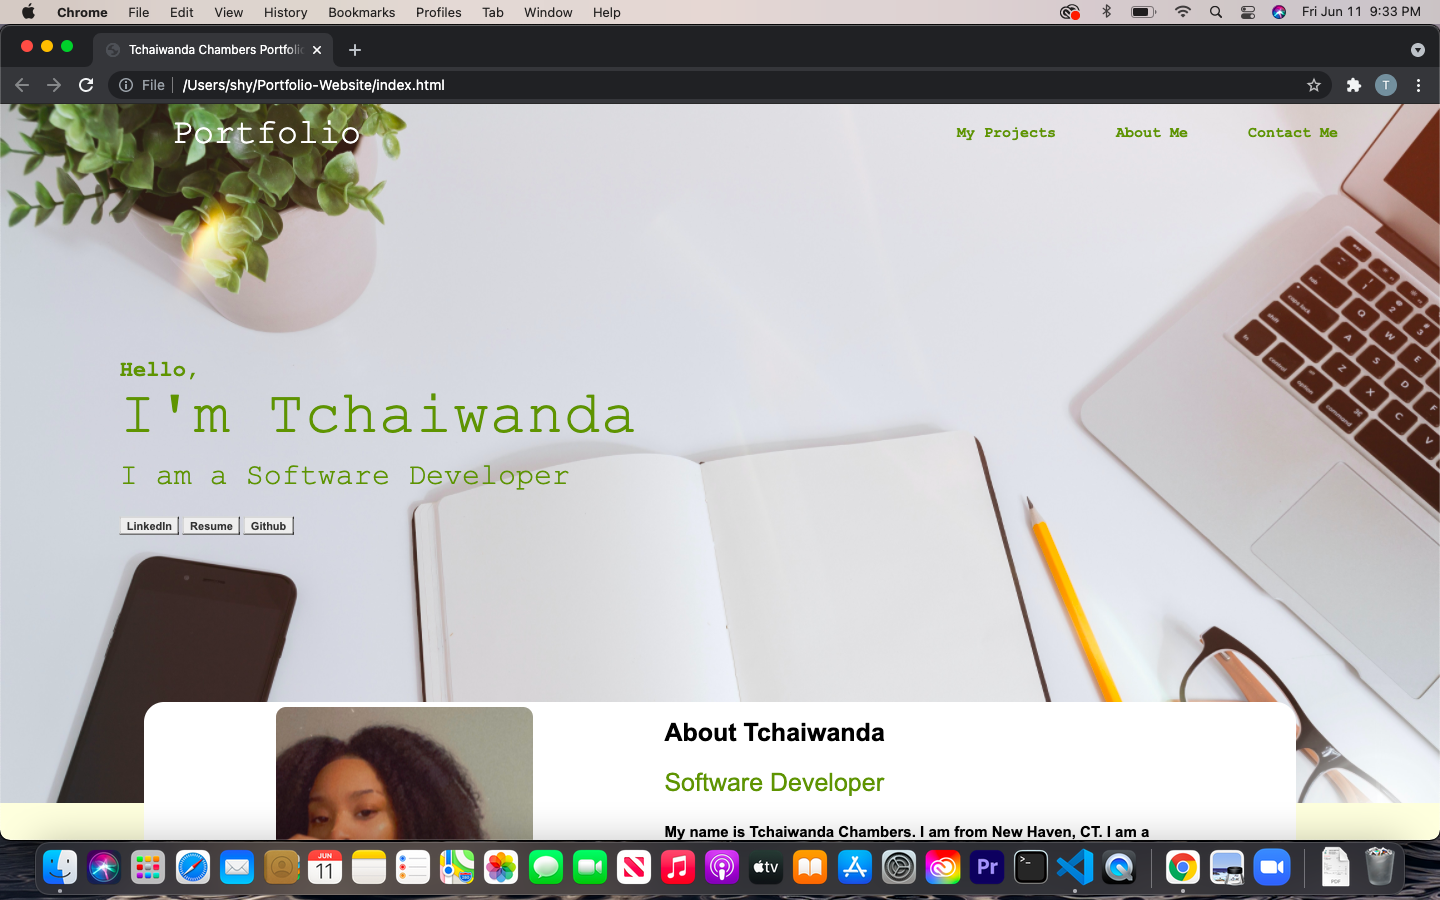 Chrome File Edit View History Bookmarks Profiles Tab Window Help Fri Jun 11 9:33 PM
Tchaiwanda Chambers Portfolio
File /Users/shy/Portfolio-Website/index.html T
Portfolio My Projects About Me Contact Me
Hello,
I'm Tchaiwanda
I am a Software Developer
LinkedIn Resume Github
About Tchaiwanda
Software Developer
My name is Tchaiwanda Chambers. I am from New Haven, CT. I am a
JUN
11 tv Pr >_ PDF